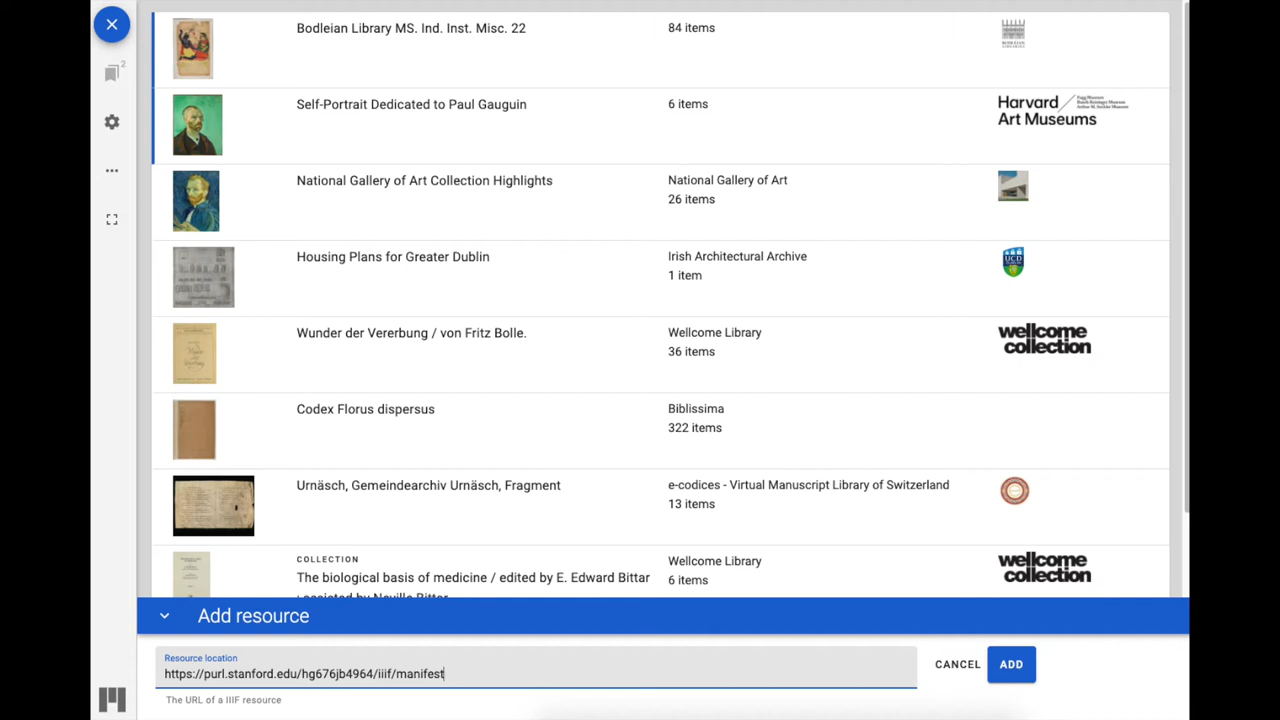 Bodleian Library MS. Ind. Inst. Misc. 22
84 items
2
Self-Portrait Dedicated to Paul Gauguin
6 items
Harvard
Art Museums
National Gallery of Art Collection Highlights
National Gallery of Art
26 items
Housing Plans for Greater Dublin
Irish Architectural Archive
1 item
UCD
Wunder der Vererbung / von Fritz Bolle.
Wellcome Library
36 items
wellcome
collection
Codex Florus dispersus
Biblissima
322 items
Urnäsch, Gemeindearchiv Urnäsch, Fragment
e-codices - Virtual Manuscript Library of Switzerland
13 items
COLLECTION
The biological basis of medicine / edited by E. Edward Bittar
Wellcome Library
6 items
wellcome
collection
Add resource
Resource location
https://purl.stanford.edu/hg676jb4964/iiif/manifest
CANCEL
ADD
The URL of a IIIF resource